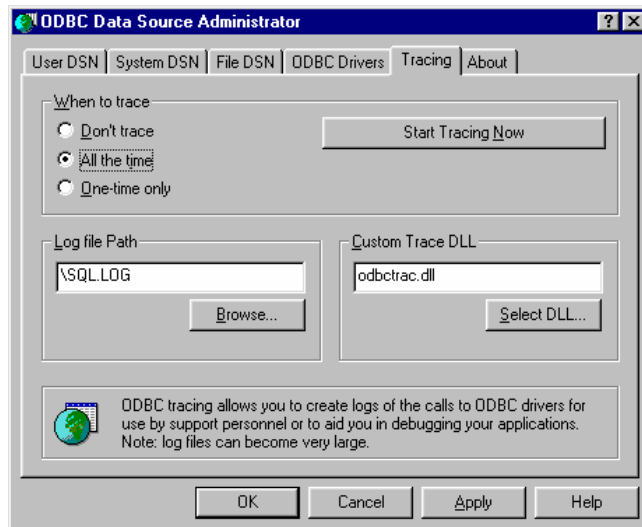 ODBC Data Source Administrator
User DSN System DSN File DSN ODBC Drivers Tracing About
When to trace
Don't trace
Start Tracing Now
All the time
One-time only
Log file Path
Custom Trace DLL
\SQL.LOG
odbctrac.dll
Browse...
Select DLL...
ODBC tracing allows you to create logs of the calls to ODBC drivers for
use by support personnel or to aid you in debugging your applications.
Note: log files can become very large.
OK Cancel Apply Help